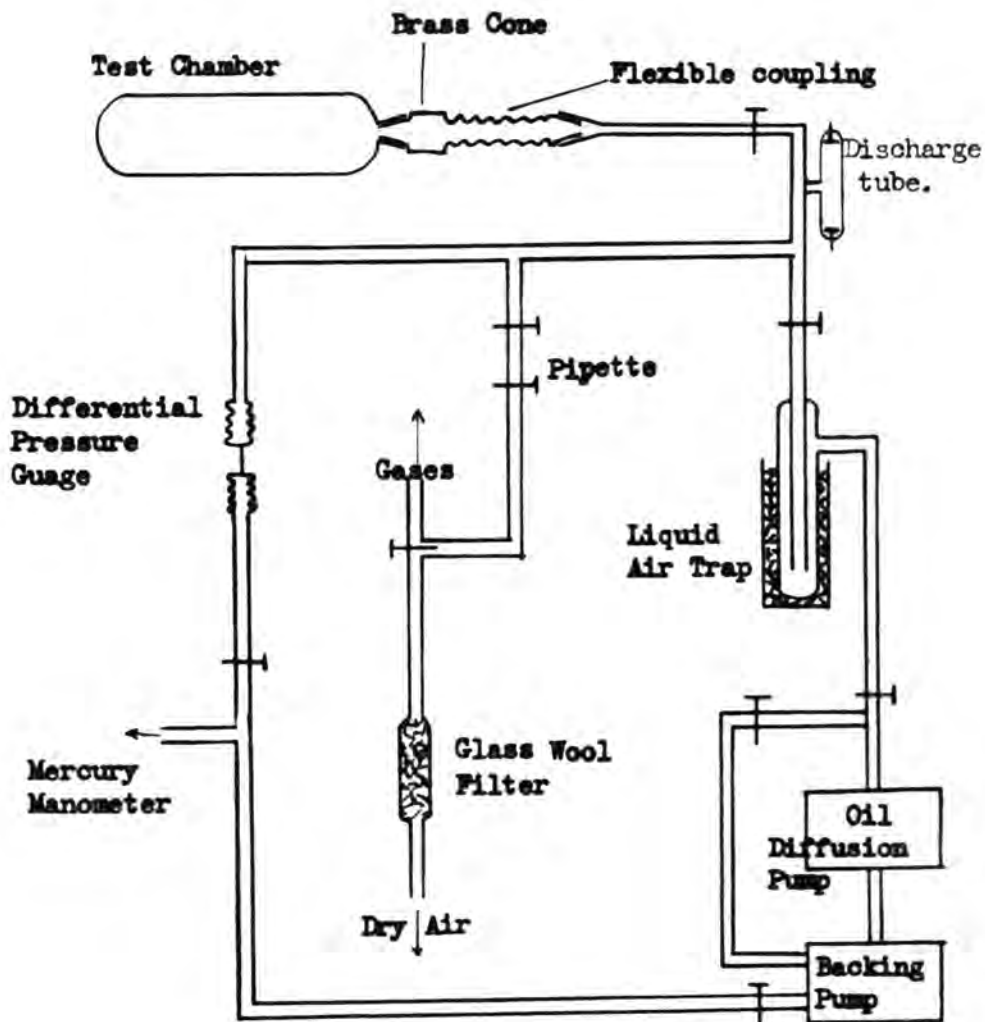 Brass Cone
Test Chamber
Flexible coupling
Discharge
tube.
Pipette
Differential
Pressure
Guage
Gases
Liquid
Air Trap
Glass Wool
Filter
Mercury
Manometer
Oil
Diffusion
Pump
Dry Air
Backing
Pump